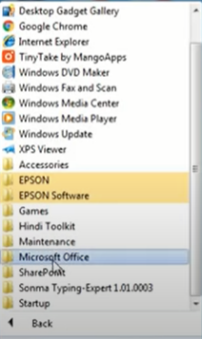 Desktop Gadget Gallery
Google Chrome
Internet Explorer
TinyTake by MangoApps
Windows DVD Maker
Windows Fax and Scan
Windows Media Center
Windows Media Player
Windows Update
XPS Viewer
Accessories
EPSON
EPSON Software
Games
Hindi Toolkit
Maintenance
Microsoft Office
SharePoint
Sonma Typing-Expert 1.01.0003
Startup
Back